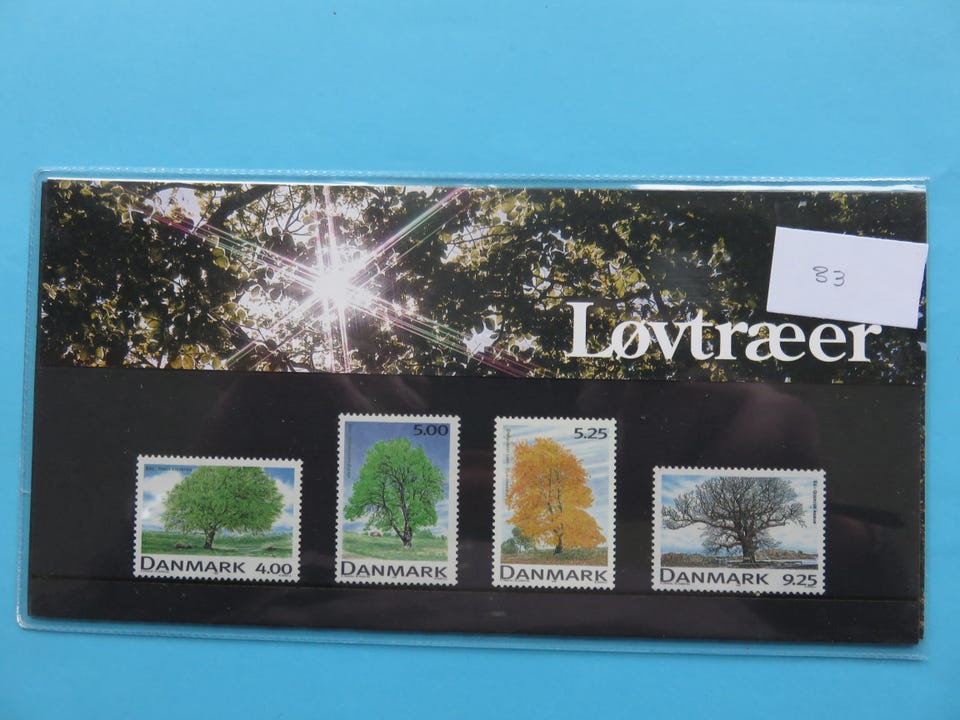 83
Løvtræer
5.00
5.25
DANMARK 4.00
DANMARK
DANMARK
DANMARK 9.25